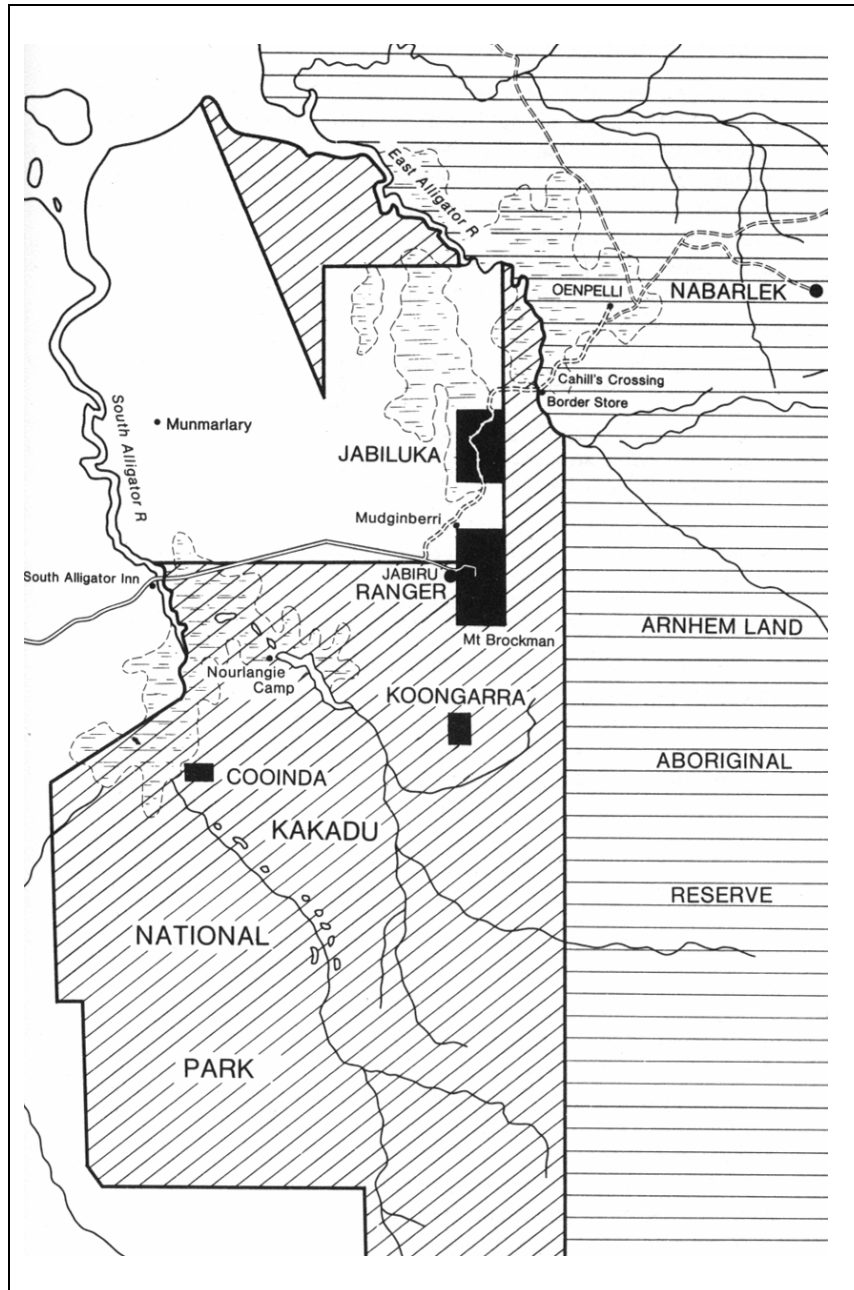 East Alligator R
OENPELLI
NABARLEK
Cahill's Crossing
Border Store
South Alligator R
Munmarlary
JABILUKA
Mudginberri
South Alligator Inn
JABIRU
RANGER
Mt Brockman
ARNHEM LAND
Nourlangie
Camp
KOONGARRA
COOINDA
ABORIGINAL
KAKADU
RESERVE
NATIONAL
PARK